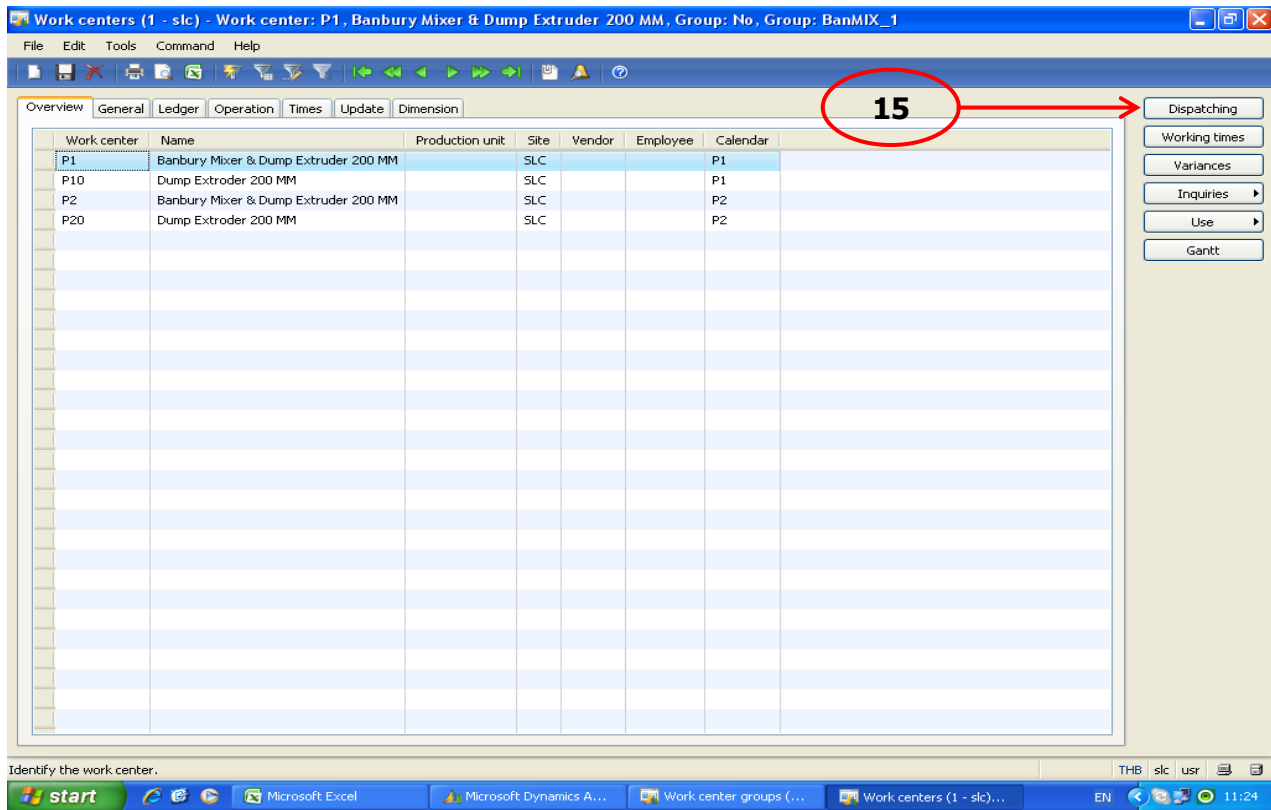 Work centers (1 - slc) - Work center: P1, Banbury Mixer & Dump Extruder 200 MM, Group: No, Group: BanMIX_1
File Edit Tools Command Help
Overview General Ledger Operation Times Update Dimension
15
Dispatching
Working times
Variances
Inquiries
Use
Gantt
Work center Name Production unit Site Vendor Employee Calendar
P1 Banbury Mixer & Dump Extruder 200 MM SLC P1
P10 Dump Extroder 200 MM SLC P1
P2 Banbury Mixer & Dump Extruder 200 MM SLC P2
P20 Dump Extroder 200 MM SLC P2
Identify the work center. THB slc usr
start Microsoft Excel Microsoft Dynamics A... Work center groups (... Work centers (1 - slc)... EN 11:24